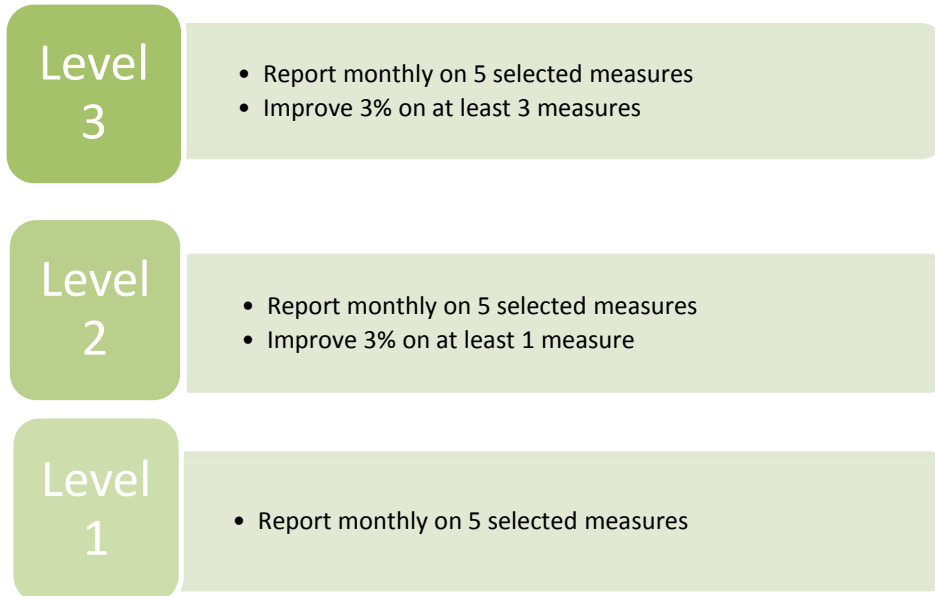 Level
3
• Report monthly on 5 selected measures
• Improve 3% on at least 3 measures
Level
2
• Report monthly on 5 selected measures
• Improve 3% on at least 1 measure
Level
1
• Report monthly on 5 selected measures